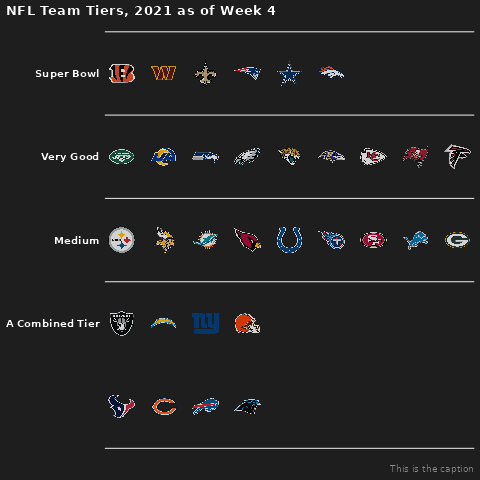 NFL Team Tiers, 2021 as of Week 4
Super Bowl
Very Good
Medium
A Combined Tier
This is the caption